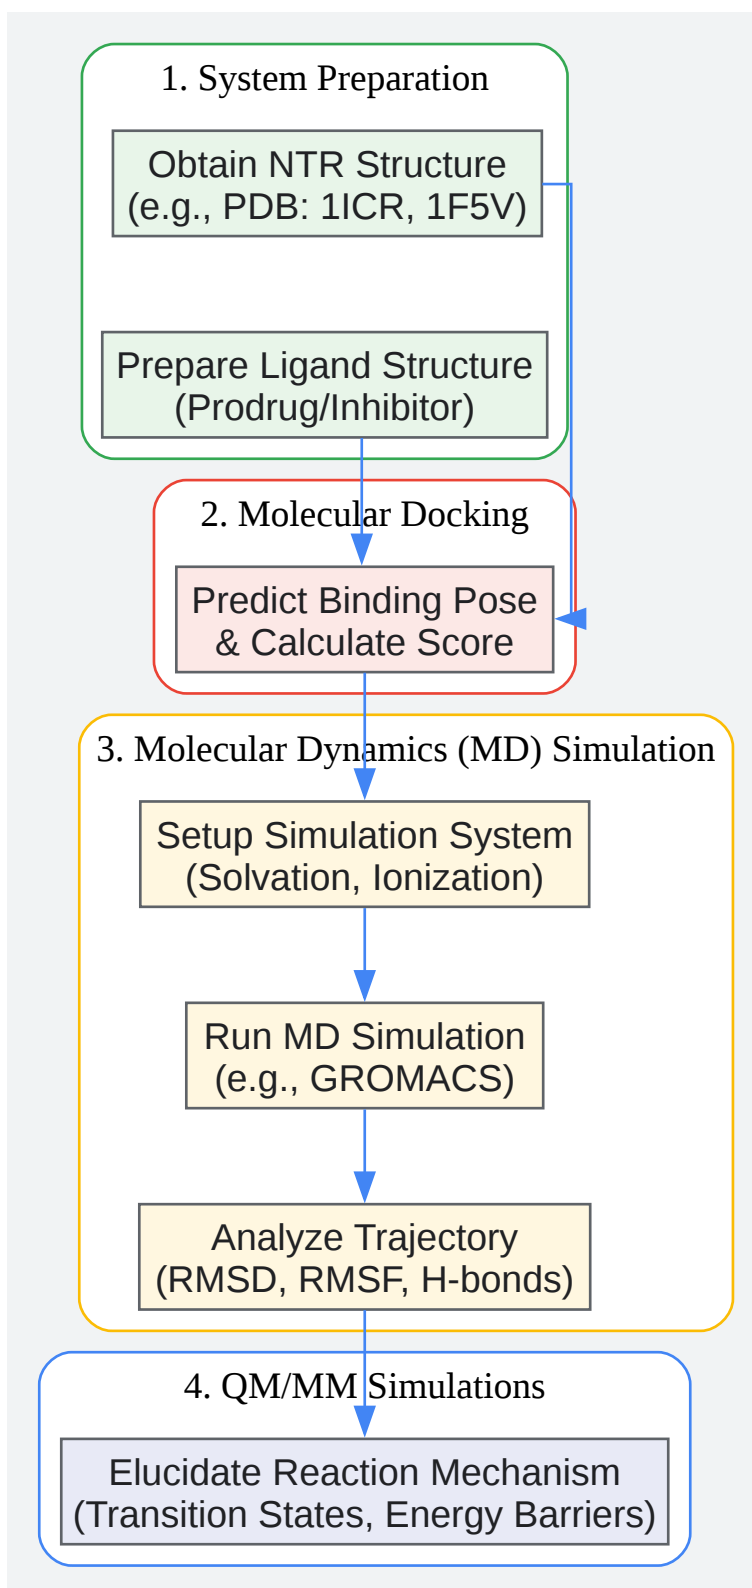 1. System Preparation
Obtain NTR Structure
(e.g., PDB: 1ICR, 1F5V)
Prepare Ligand Structure
(Prodrug/Inhibitor)
2. Molecular Docking
Predict Binding Pose
& Calculate Score
3. Molecular Dynamics (MD) Simulation
Setup Simulation System
(Solvation, Ionization)
Run MD Simulation
(e.g., GROMACS)
Analyze Trajectory
(RMSD, RMSF, H-bonds)
4. QM/MM Simulations
Elucidate Reaction Mechanism
(Transition States, Energy Barriers)